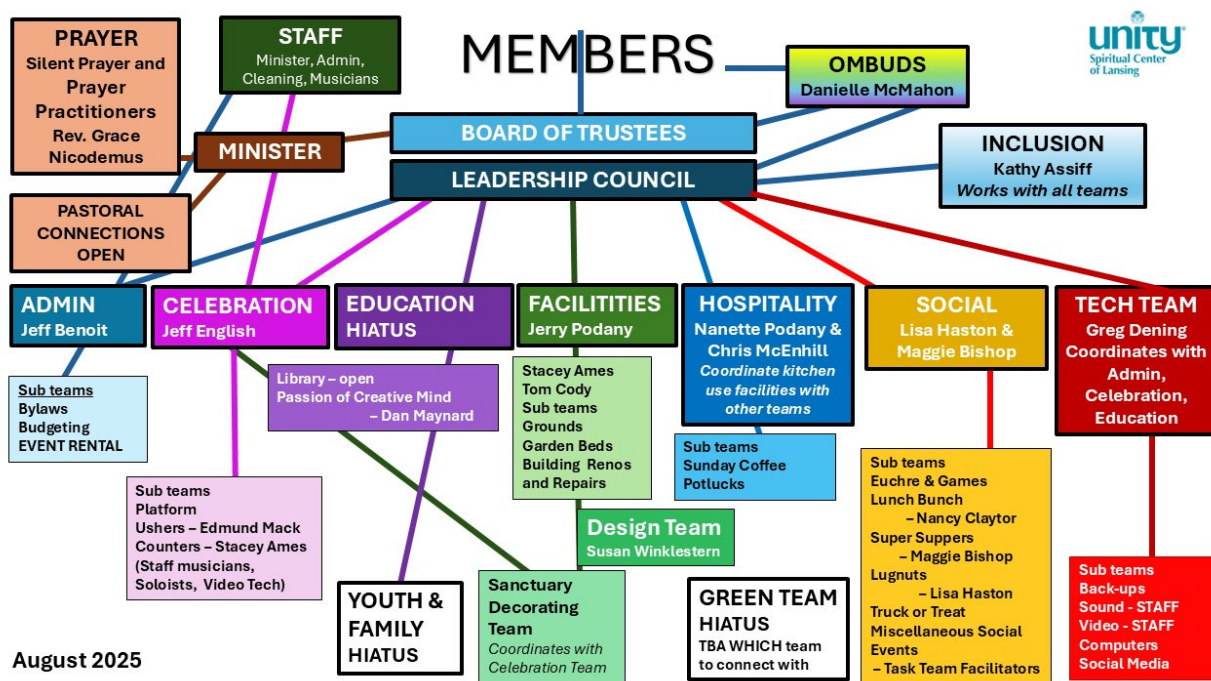 PRAYER
Silent Prayer and
Prayer
Practitioners
Rev. Grace
Nicodemus
STAFF
Minister, Admin,
Cleaning, Musicians
MEMBERS
OMBUDS
Danielle McMahon
unity
Spiritual Center
of Lansing
BOARD OF TRUSTEES
MINISTER
LEADERSHIP COUNCIL
INCLUSION
Kathy Assiff
Works with all teams
PASTORAL
CONNECTIONS
OPEN
ADMIN
Jeff Benoit
Sub teams
Bylaws
Budgeting
EVENT RENTAL
CELEBRATION
Jeff English
Sub teams
Platform
Ushers – Edmund Mack
Counters – Stacey Ames
(Staff musicians,
Soloists, Video Tech)
EDUCATION
HIATUS
Library – open
Passion of Creative Mind
– Dan Maynard
YOUTH &
FAMILY
HIATUS
FACILITITIES
Jerry Podany
Stacey Ames
Tom Cody
Sub teams
Grounds
Garden Beds
Building Renos
and Repairs
Design Team
Susan Winklestern
Sanctuary
Decorating
Team
Coordinates with
Celebration Team
HOSPITALITY
Nanette Podany &
Chris McEnhill
Coordinate kitchen
use facilities with
other teams
Sub teams
Sunday Coffee
Potlucks
GREEN TEAM
HIATUS
TBA WHICH team
to connect with
SOCIAL
Lisa Haston &
Maggie Bishop
Sub teams
Euchre & Games
Lunch Bunch
– Nancy Claytor
Super Suppers
– Maggie Bishop
Lugnuts
– Lisa Haston
Truck or Treat
Miscellaneous Social
Events
– Task Team Facilitators
TECH TEAM
Greg Dening
Coordinates with
Admin,
Celebration,
Education
Sub teams
Back-ups
Sound - STAFF
Video - STAFF
Computers
Social Media
August 2025